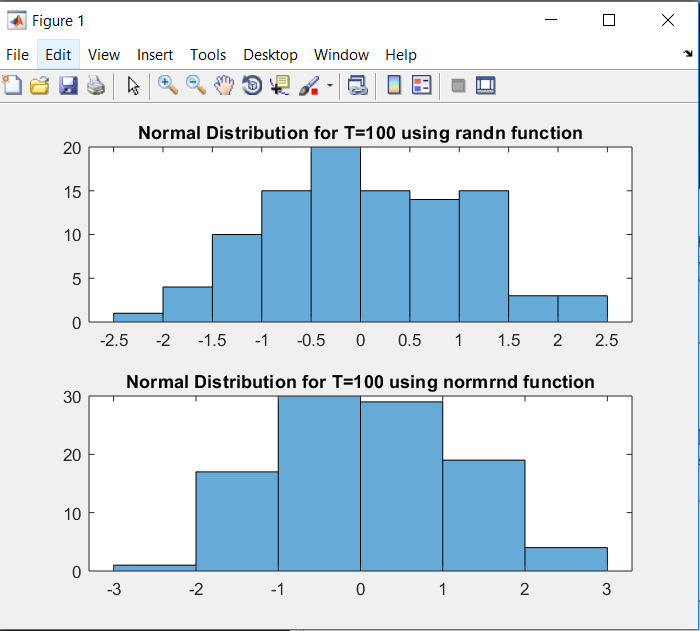 Figure 1
File Edit View Insert Tools Desktop Window Help
Normal Distribution for T=100 using randn function
20
15
10
5
0
-2.5 -2 -1.5 -1 -0.5 0 0.5 1 1.5 2 2.5
Normal Distribution for T=100 using normrnd function
30
20
10
0
-3 -2 -1 0 1 2 3